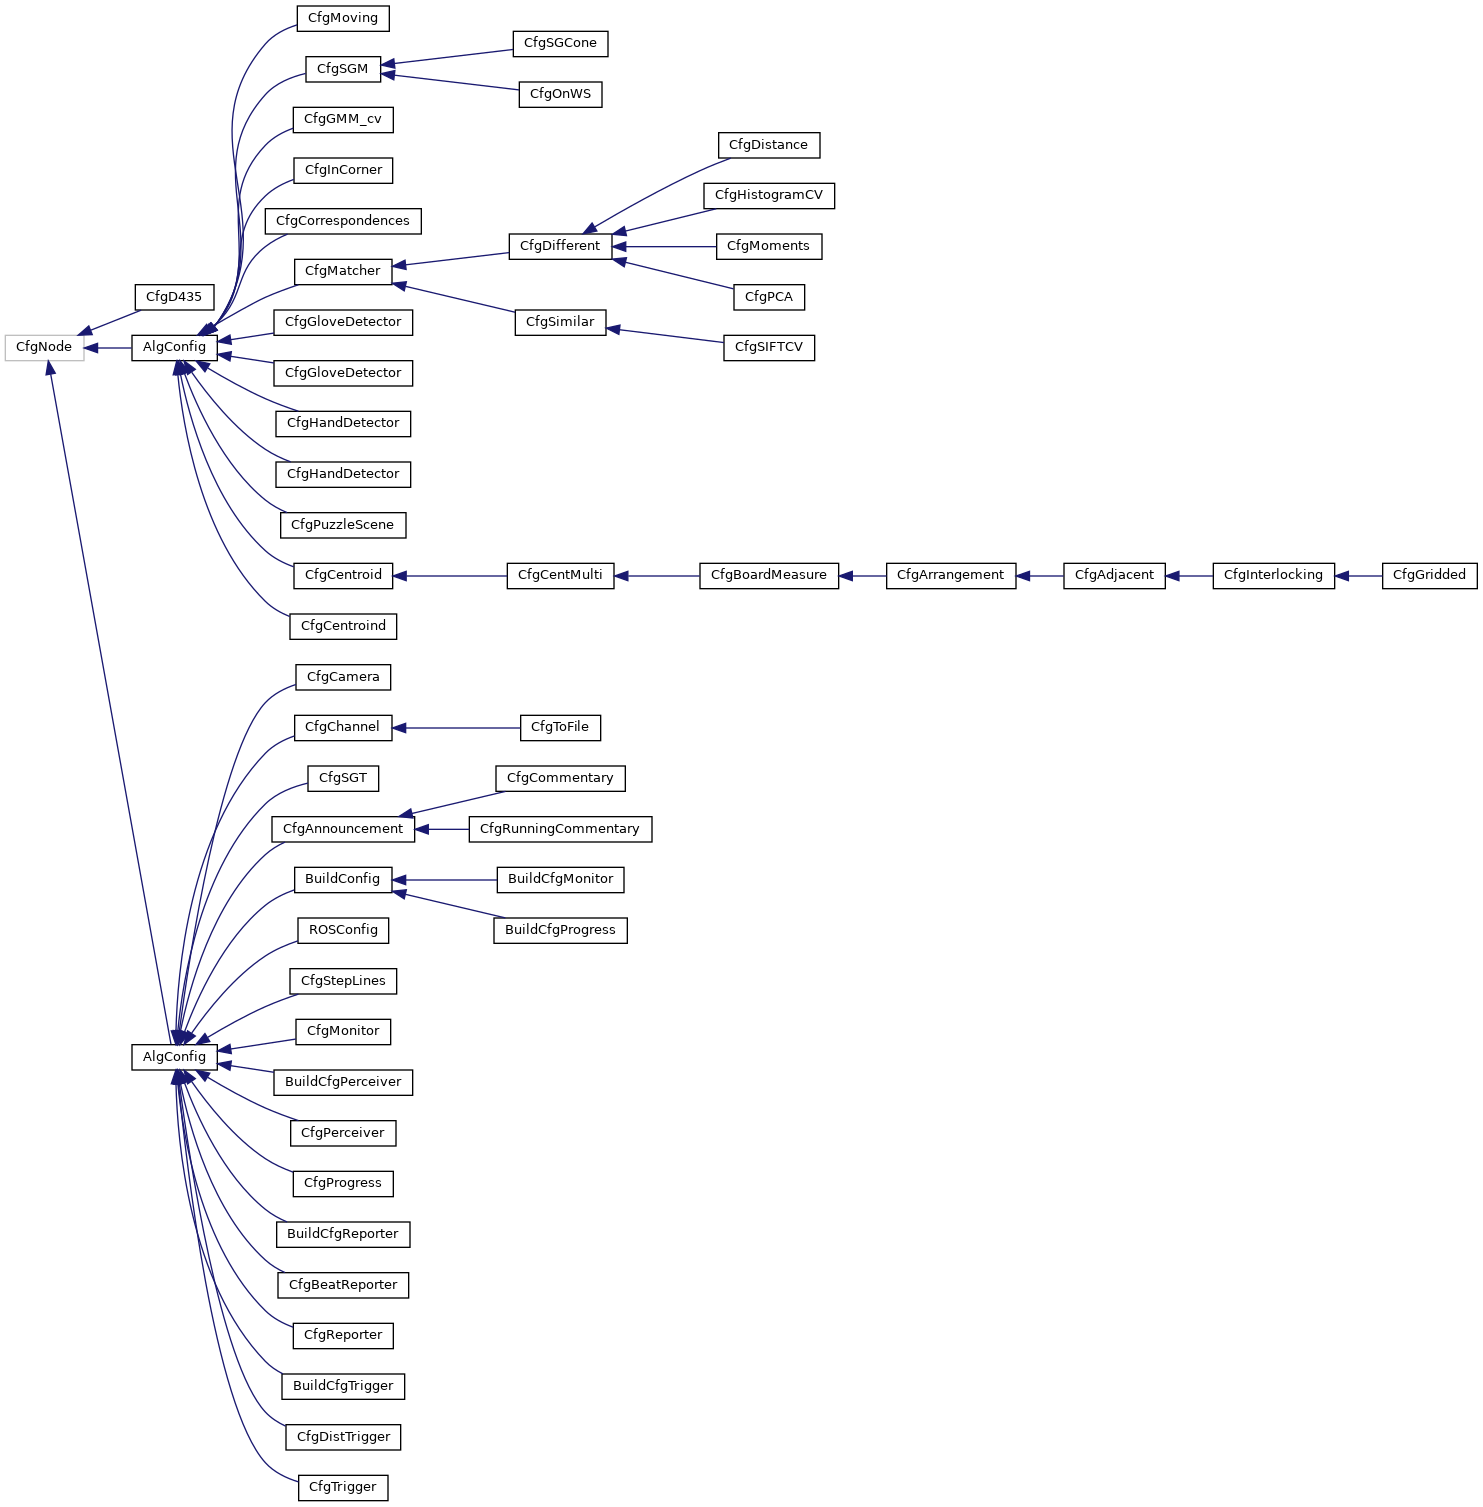 CfgMoving
CfgSGCone
CfgSGM
CfgOnWS
CfgGMM_cv
CfgDistance
CfgInCorner
CfgHistogramCV
CfgCorrespondences
CfgDifferent
CfgMoments
CfgMatcher
CfgD435
CfgPCA
CfgGloveDetector
CfgSimilar
CfgNode
AlgConfig
CfgSIFTCV
CfgGloveDetector
CfgHandDetector
CfgHandDetector
CfgPuzzleScene
CfgCentroid
CfgCentMulti
CfgBoardMeasure
CfgArrangement
CfgAdjacent
CfgInterlocking
CfgGridded
CfgCentroind
CfgCamera
CfgChannel
CfgToFile
CfgSGT
CfgCommentary
CfgAnnouncement
CfgRunningCommentary
BuildConfig
BuildCfgMonitor
ROSConfig
BuildCfgProgress
CfgStepLines
CfgMonitor
AlgConfig
BuildCfgPerceiver
CfgPerceiver
CfgProgress
BuildCfgReporter
CfgBeatReporter
CfgReporter
BuildCfgTrigger
CfgDistTrigger
CfgTrigger